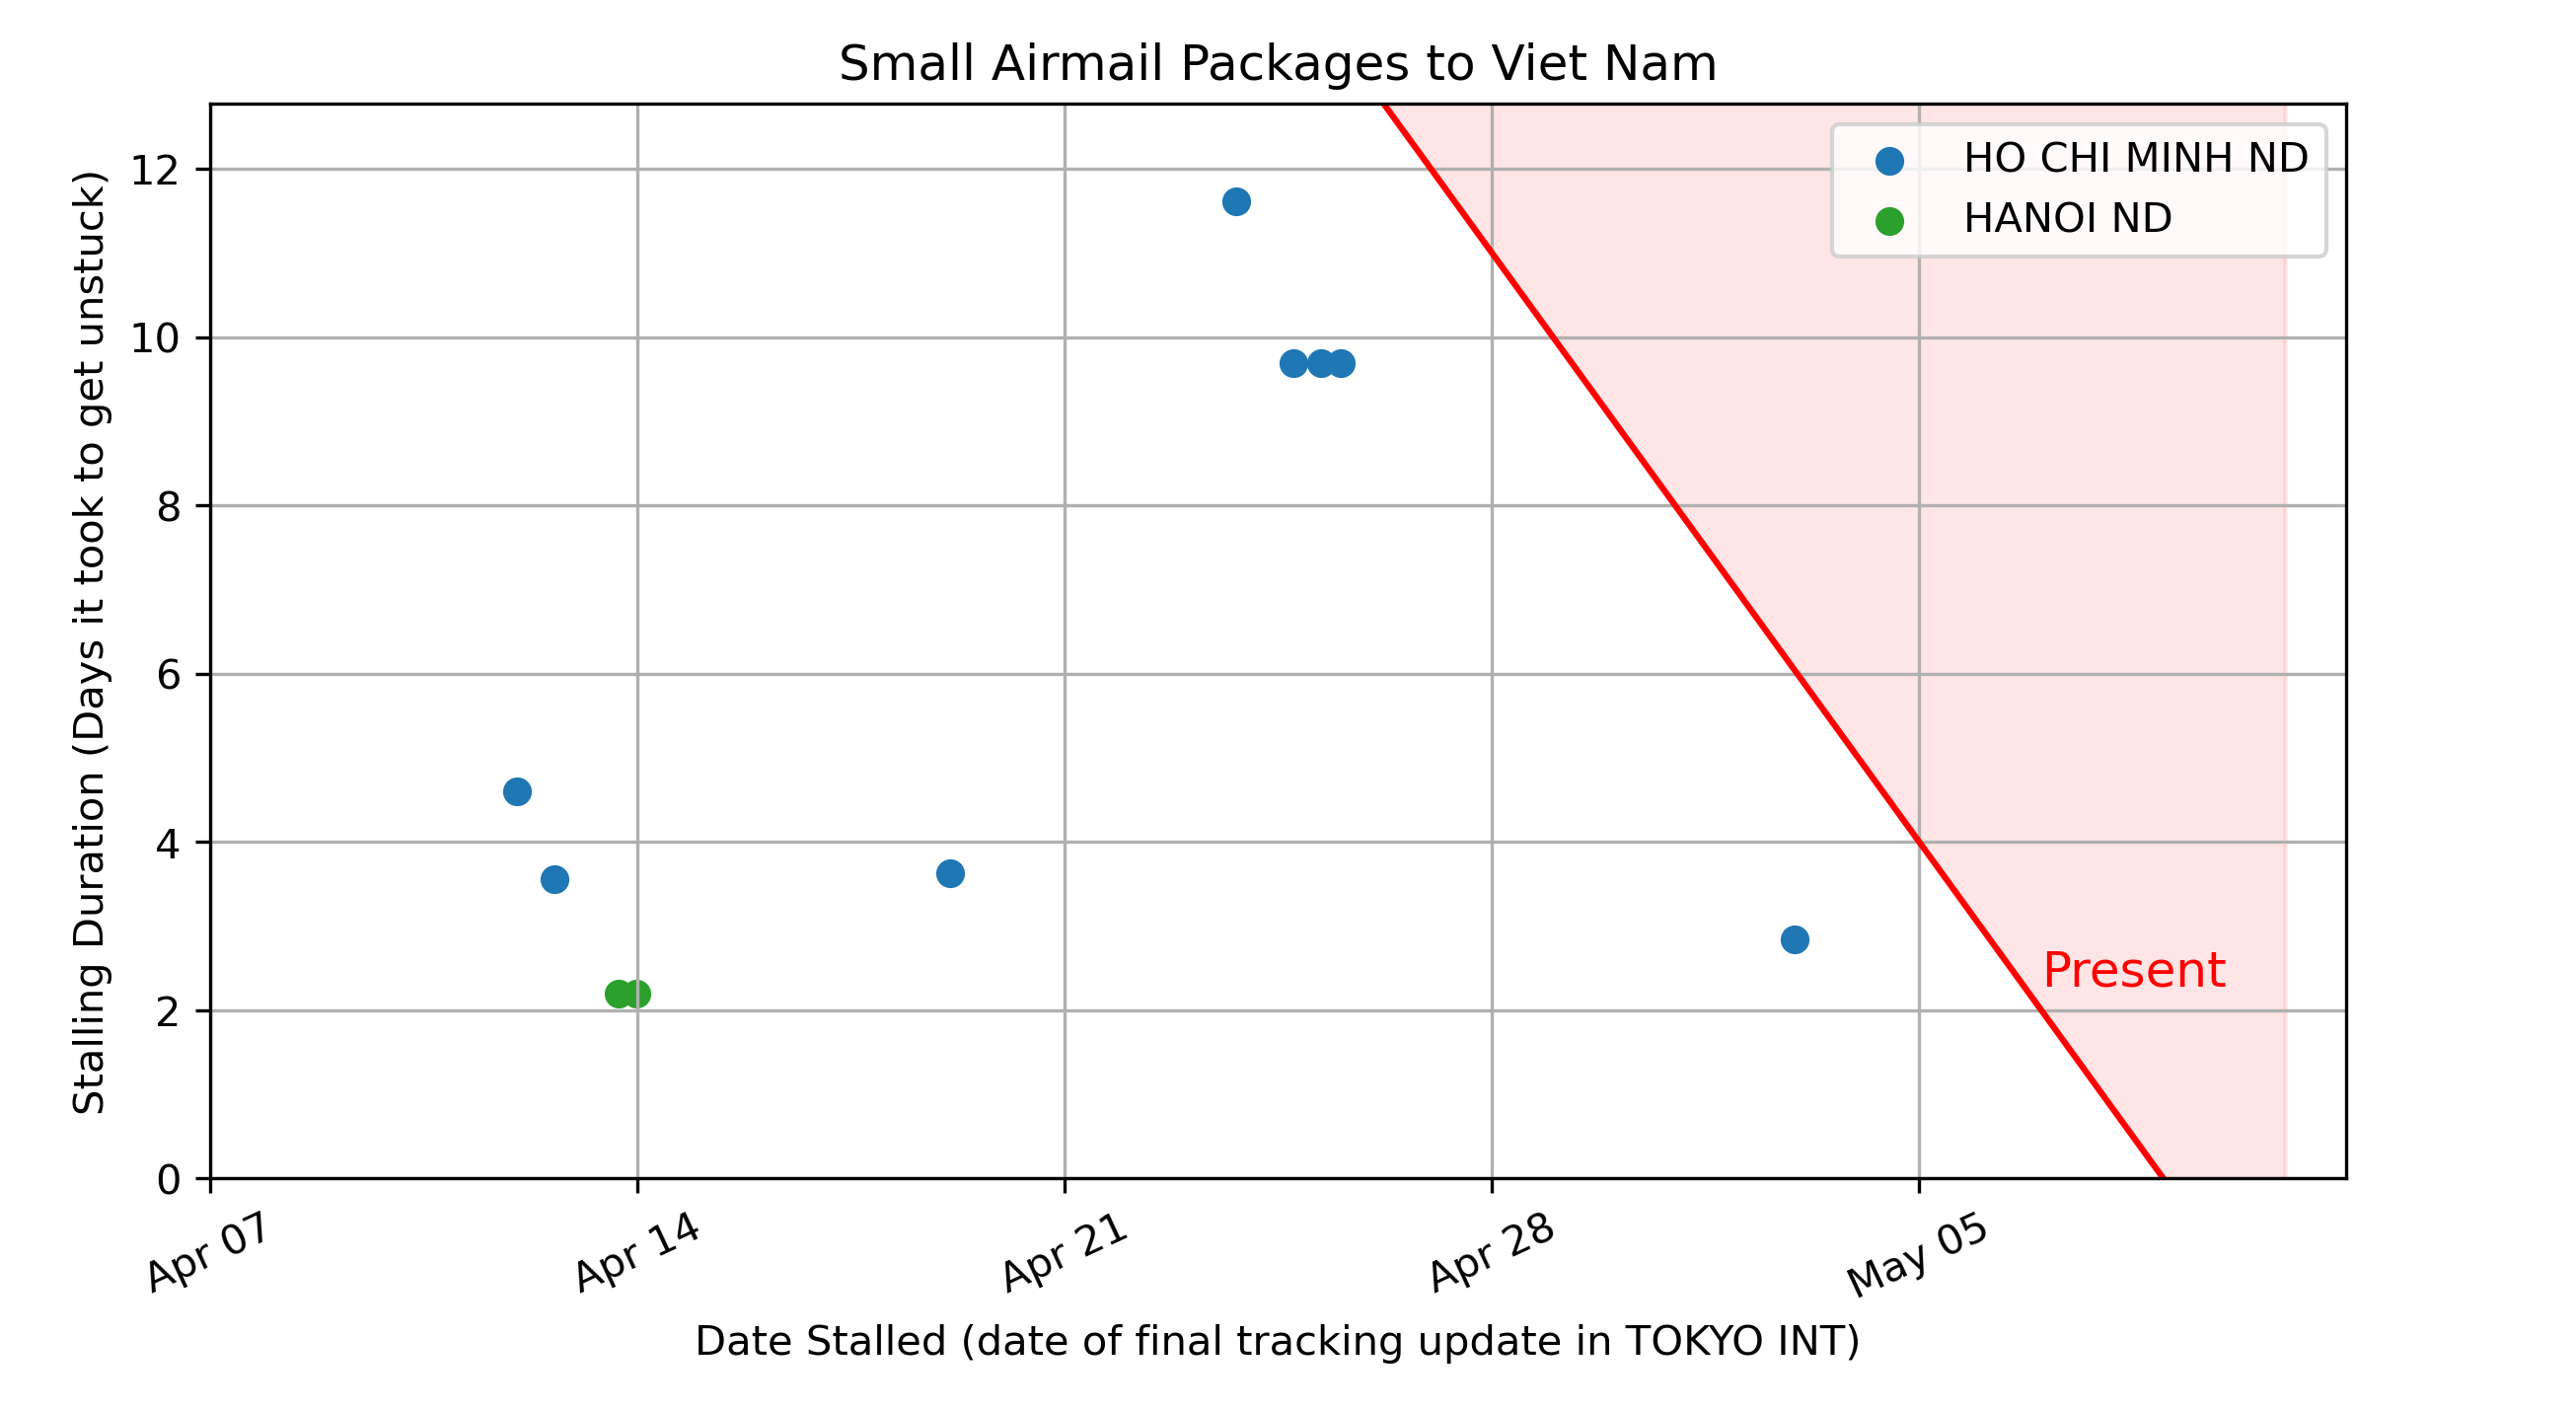 Small Airmail Packages to Viet Nam
Stalling Duration (Days it took to get unstuck)
12
10
8
6
4
2
0
HO CHI MINH ND
HANOI ND
Present
Apr 07
Apr 14
Apr 21
Apr 28
May 05
Date Stalled (date of final tracking update in TOKYO INT)